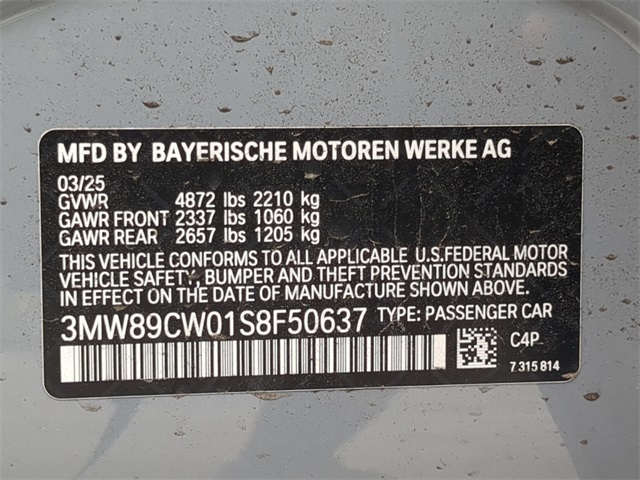 MFD BY BAYERISCHE MOTOREN WERKE AG
03/25
GVWR 4872 lbs 2210 kg
GAWR FRONT 2337 lbs 1060 kg
GAWR REAR 2657 lbs 1205 kg
THIS VEHICLE CONFORMS TO ALL APPLICABLE U.S.FEDERAL MOTOR
VEHICLE SAFETY, BUMPER AND THEFT PREVENTION STANDARDS
IN EFFECT ON THE DATE OF MANUFACTURE SHOWN ABOVE.
3MW89CW01S8F50637 TYPE: PASSENGER CAR
C4P
7 315 814